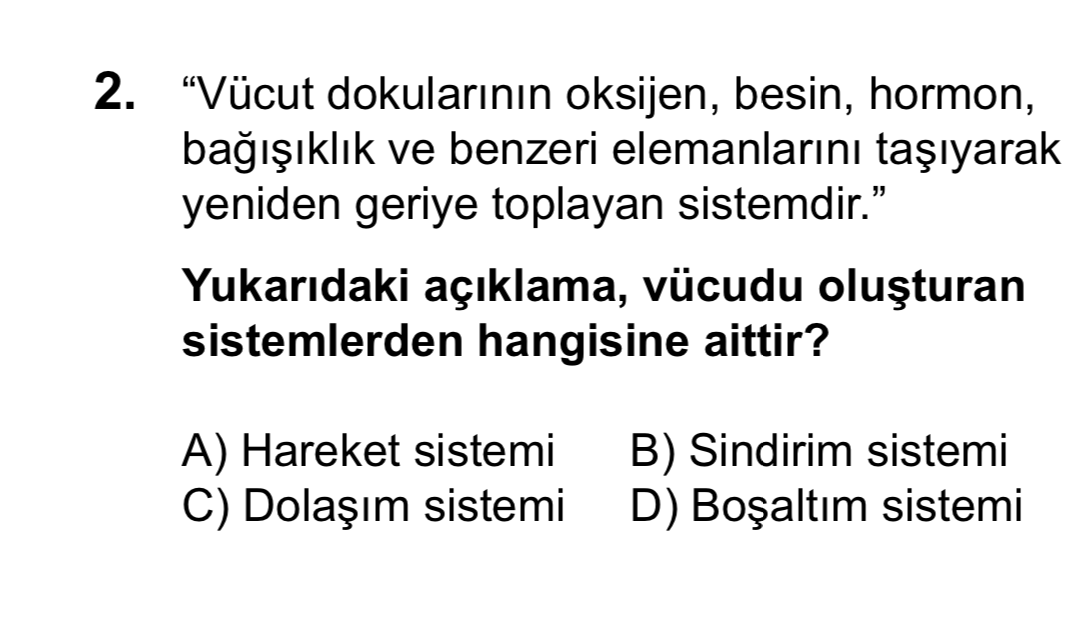 2. “Vücut dokularının oksijen, besin, hormon,
bağışıklık ve benzeri elemanlarını taşıyarak
yeniden geriye toplayan sistemdir.”
Yukarıdaki açıklama, vücudu oluşturan
sistemlerden hangisine aittir?
A) Hareket sistemi B) Sindirim sistemi
C) Dolaşım sistemi D) Boşaltım sistemi